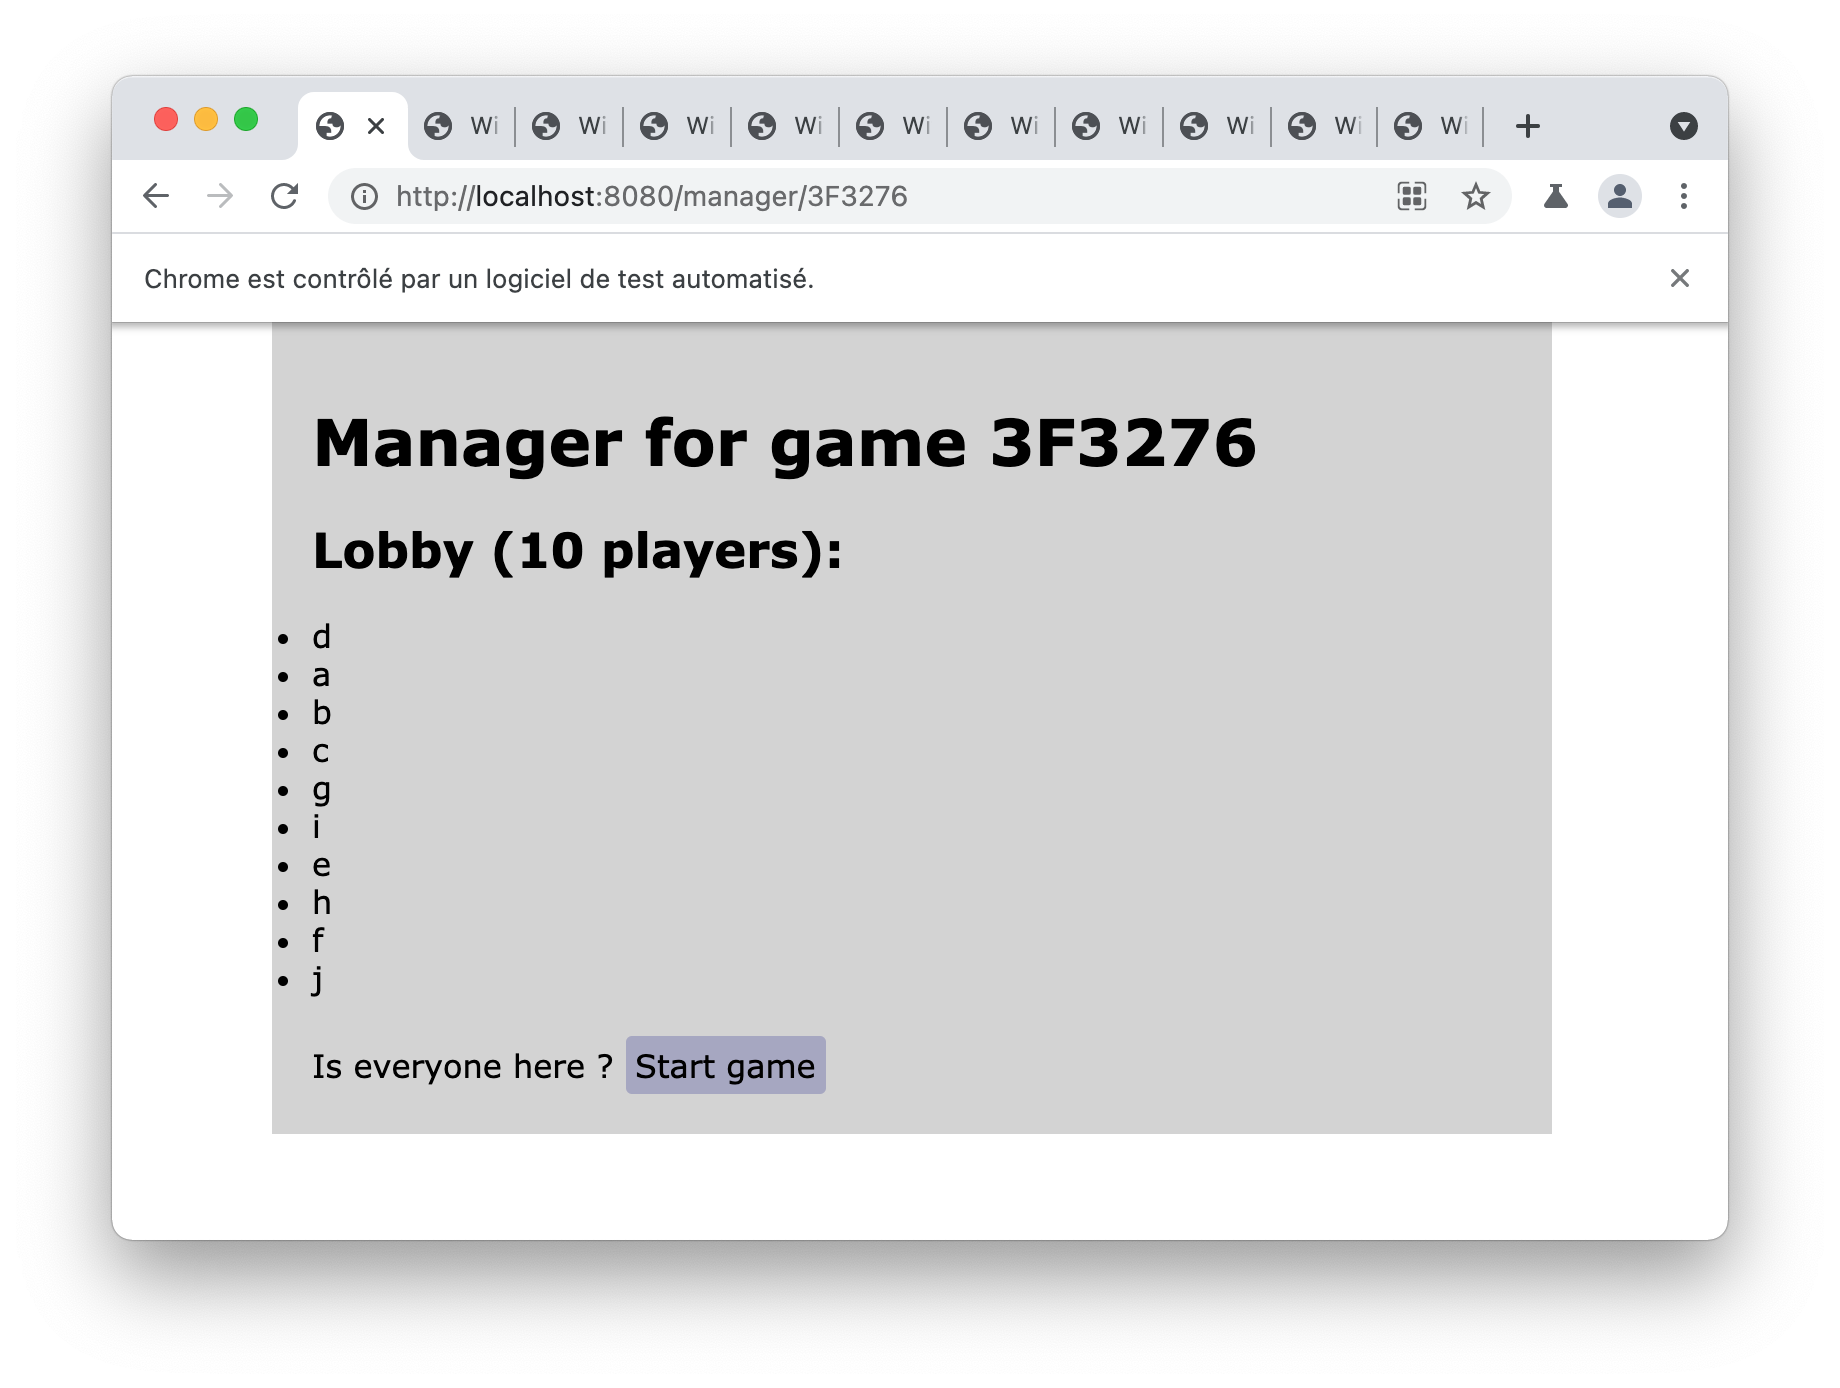 Wi Wi Wi Wi Wi Wi Wi Wi Wi Wi
http://localhost:8080/manager/3F3276
Chrome est contrôlé par un logiciel de test automatisé.
Manager for game 3F3276
Lobby (10 players):
d
a
b
c
g
i
e
h
f
j
Is everyone here ? Start game